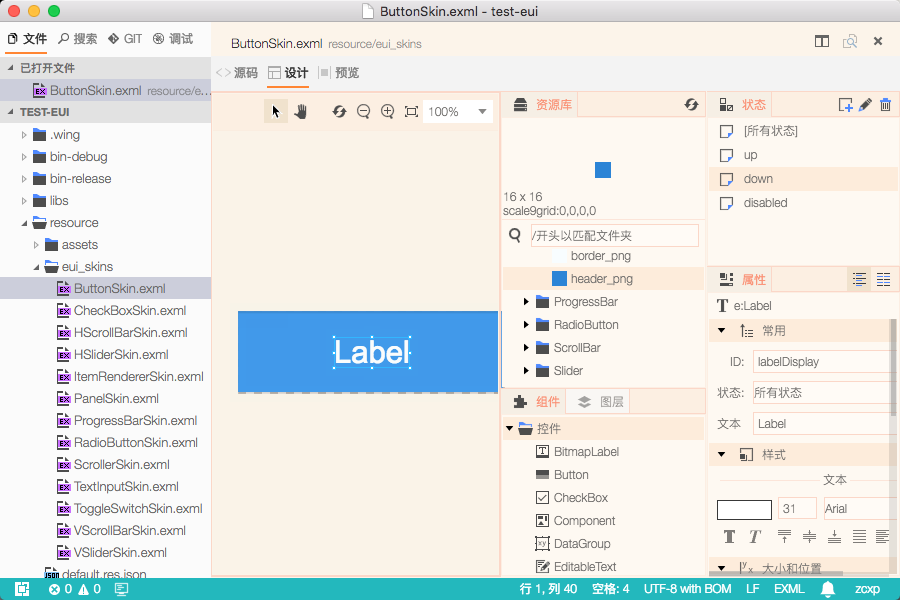 ButtonSkin.exml - test-eui
文件 搜索 GIT 调试
已打开文件
ButtonSkin.exml resource/e...
TEST-EUI
.wing
bin-debug
bin-release
libs
resource
assets
eui_skins
ButtonSkin.exml
CheckBoxSkin.exml
HScrollBarSkin.exml
HSliderSkin.exml
ItemRendererSkin.exml
PanelSkin.exml
ProgressBarSkin.exml
RadioButtonSkin.exml
ScrollerSkin.exml
TextInputSkin.exml
ToggleSwitchSkin.exml
VScrollBarSkin.exml
VSliderSkin.exml
default.res.json
ButtonSkin.exml resource/eui_skins
源码 设计 预览
100%
Label
资源库
16 x 16
scale9grid:0,0,0,0
/开头以匹配文件夹
border_png
header_png
ProgressBar
RadioButton
ScrollBar
Slider
组件 图层
控件
BitmapLabel
Button
CheckBox
Component
DataGroup
EditableText
状态
[所有状态]
up
down
disabled
属性
e:Label
常用
ID: labelDisplay
状态: 所有状态
文本 Label
样式
文本
31 Arial
大小和位置
0 0
行 1, 列 40 空格: 4 UTF-8 with BOM LF EXML zcxp